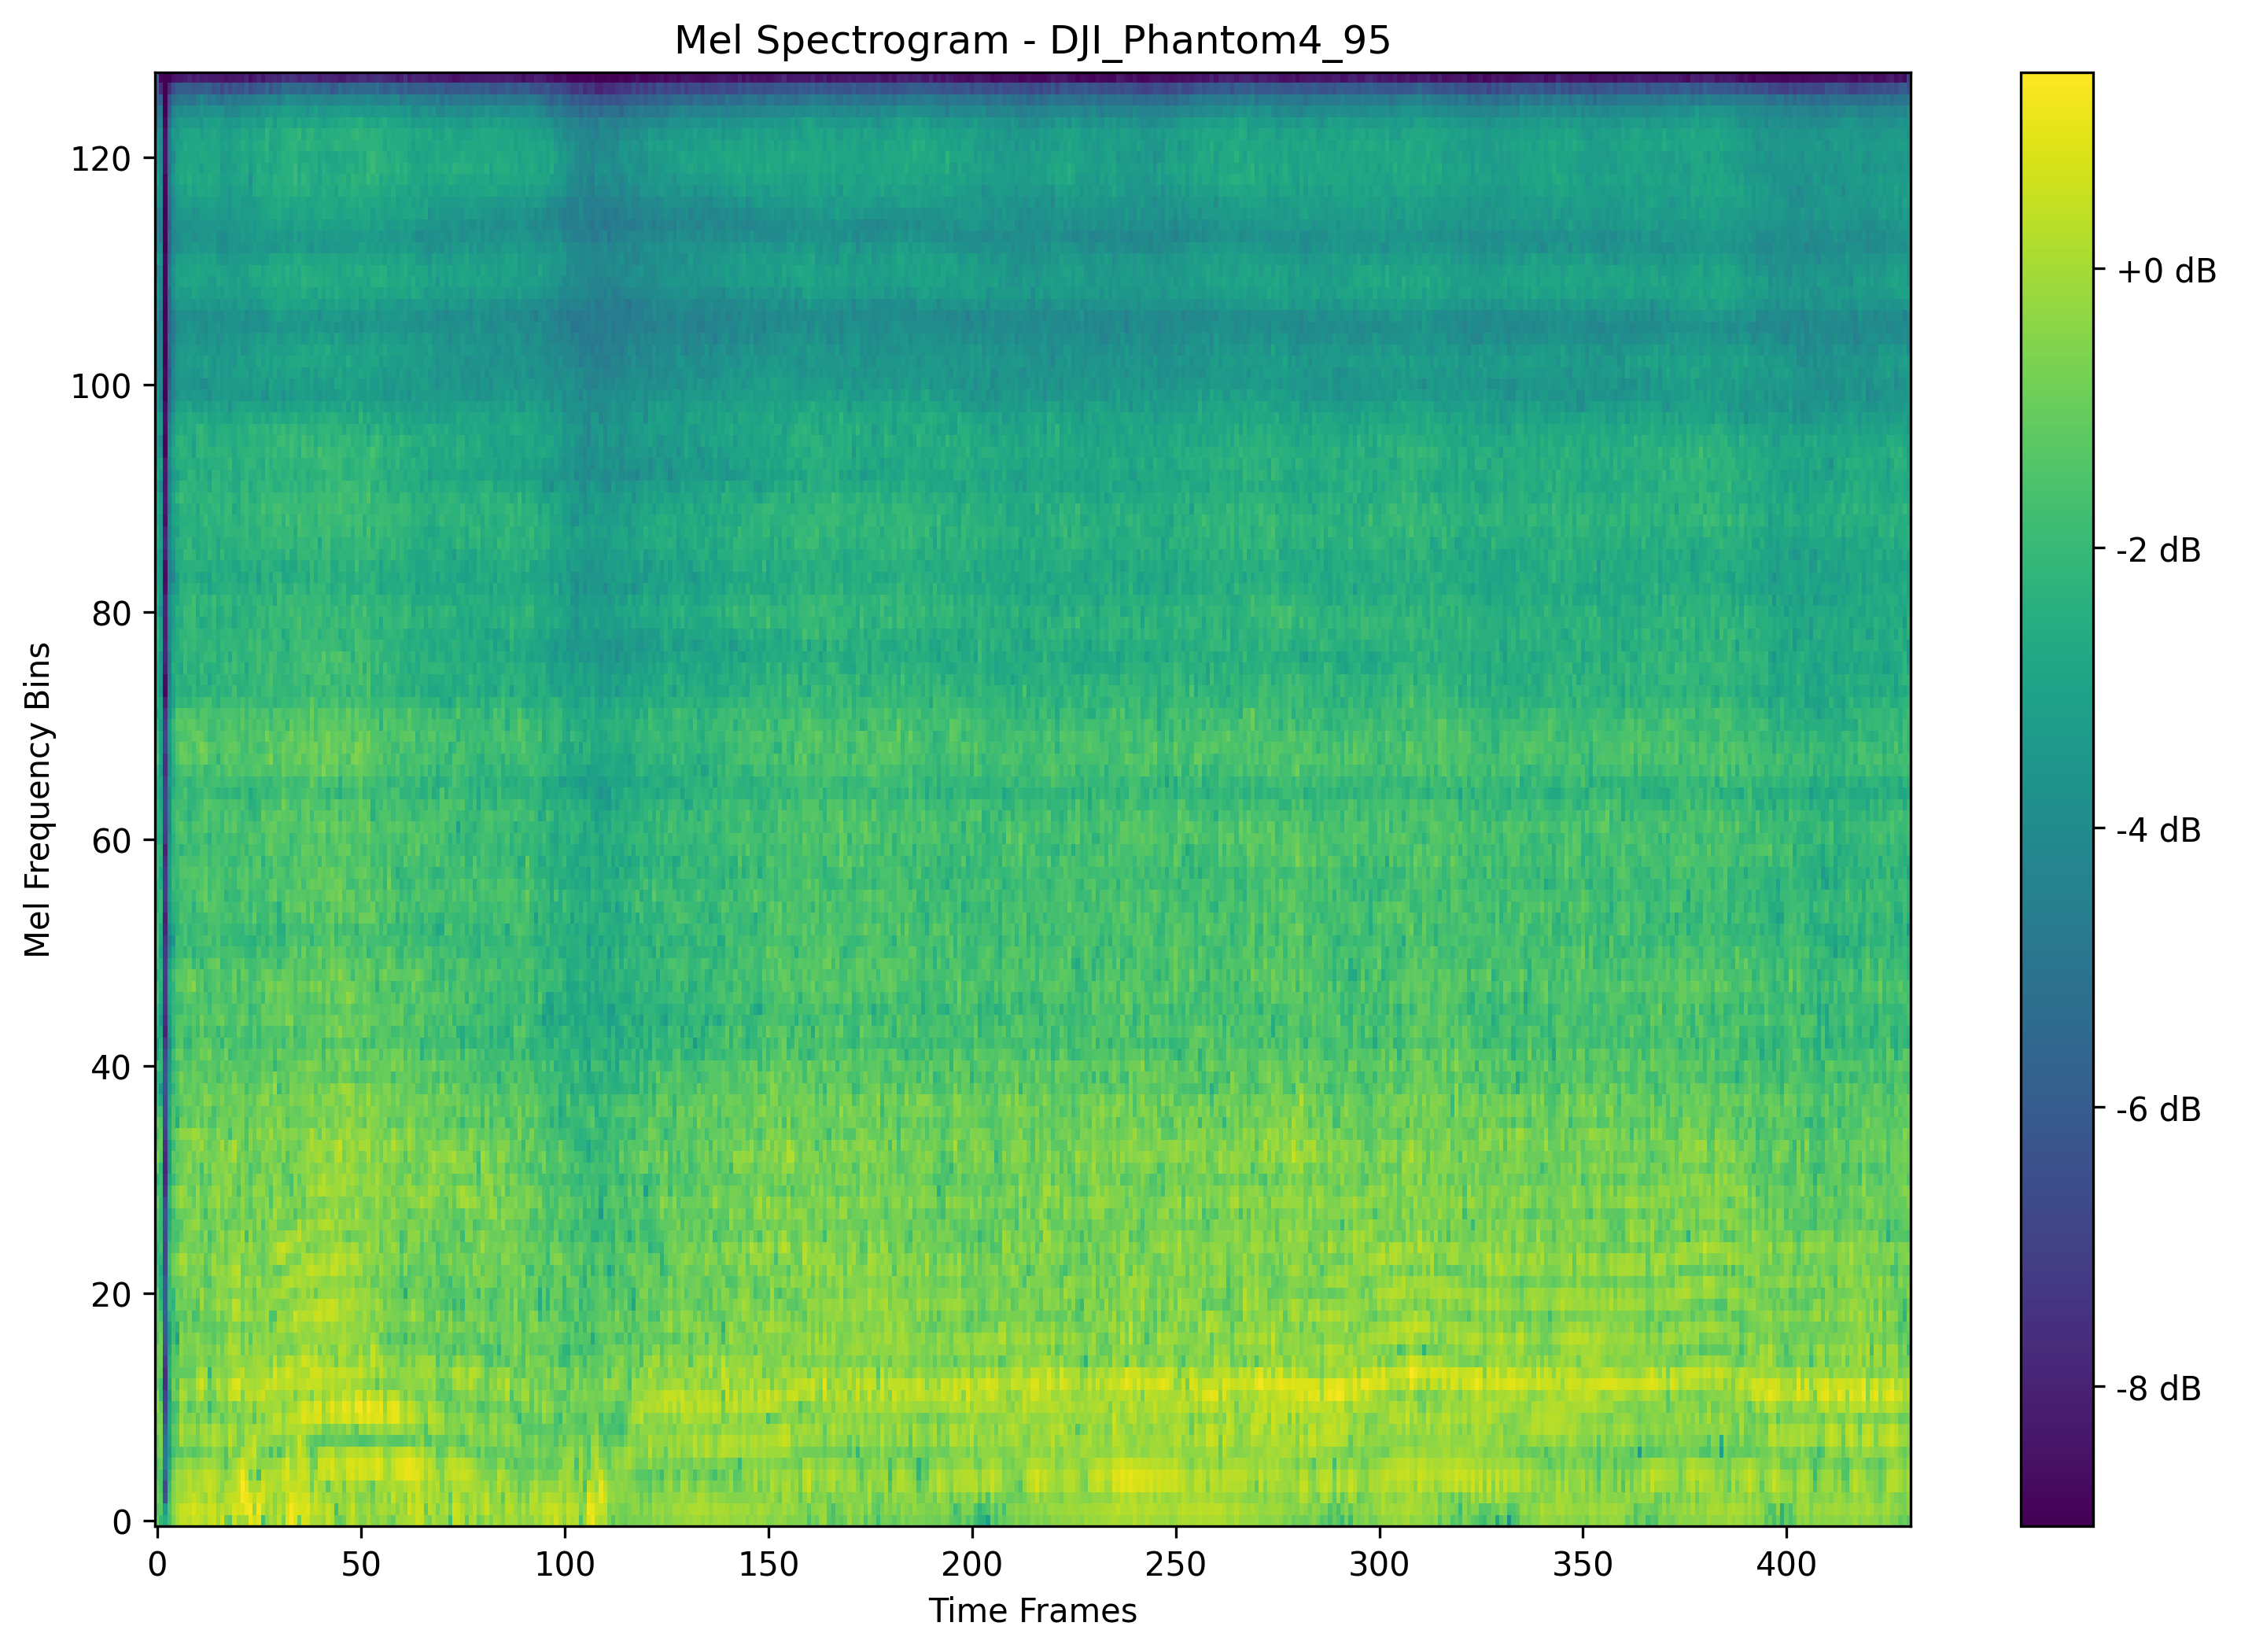 Mel Spectrogram - DJI_Phantom4_95
Mel Frequency Bins
120
100
80
60
40
20
0
0 50 100 150 200 250 300 350 400
Time Frames
+0 dB
-2 dB
-4 dB
-6 dB
-8 dB